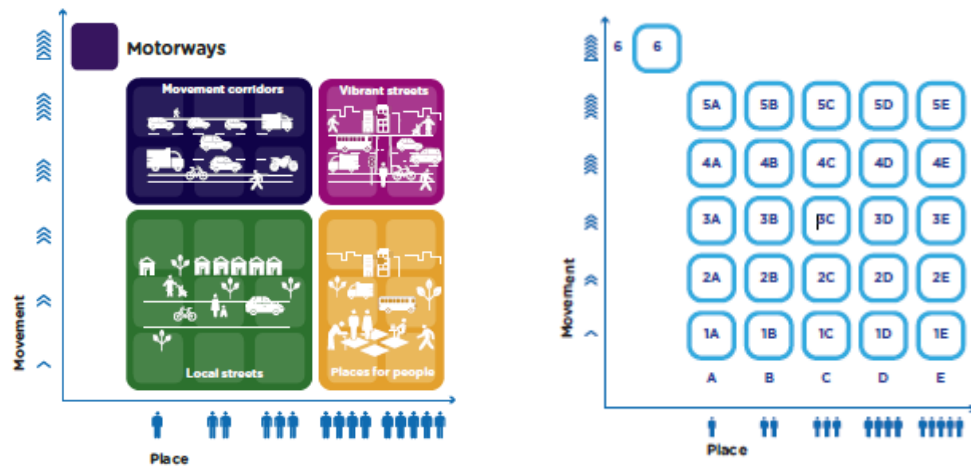 Motorways
Movement corridors
Vibrant streets
Local streets
Places for people
Movement
Place
6 6
5A 5B 5C 5D 5E
4A 4B 4C 4D 4E
3A 3B 3C 3D 3E
2A 2B 2C 2D 2E
1A 1B 1C 1D 1E
A B C D E
Movement
Place